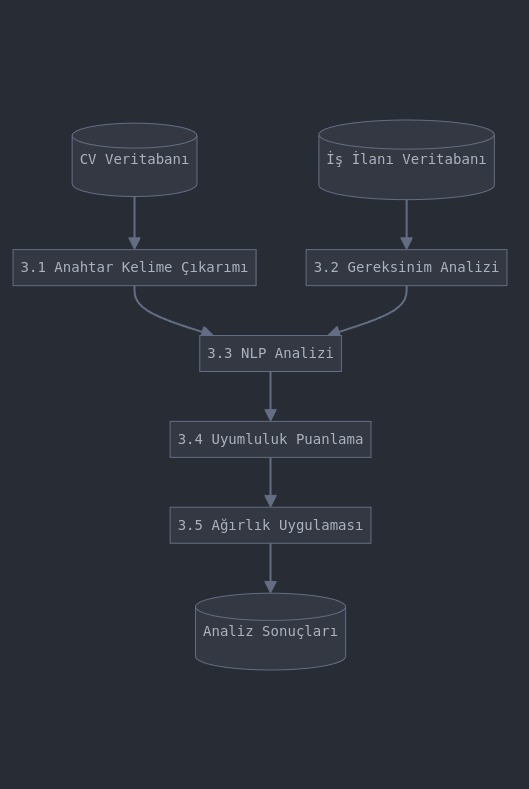 CV Veritabanı
İş İlanı Veritabanı
3.1 Anahtar Kelime Çıkarımı
3.2 Gereksinim Analizi
3.3 NLP Analizi
3.4 Uyumluluk Puanlama
3.5 Ağırlık Uygulaması
Analiz Sonuçları